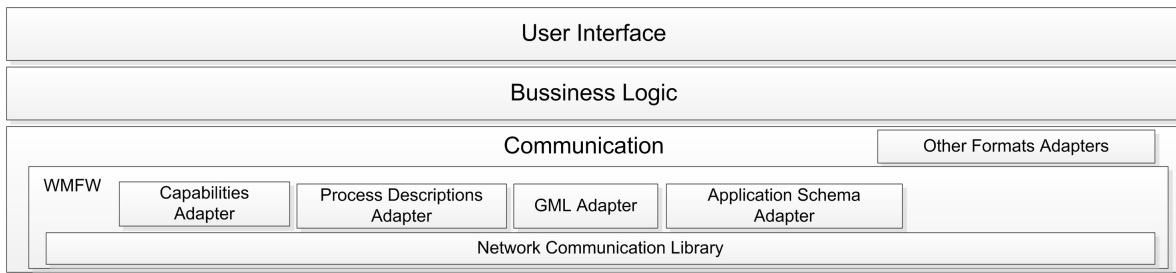 User Interface
Bussiness Logic
Communication
Other Formats Adapters
WMFW
Capabilities
Adapter
Process Descriptions
Adapter
GML Adapter
Application Schema
Adapter
Network Communication Library